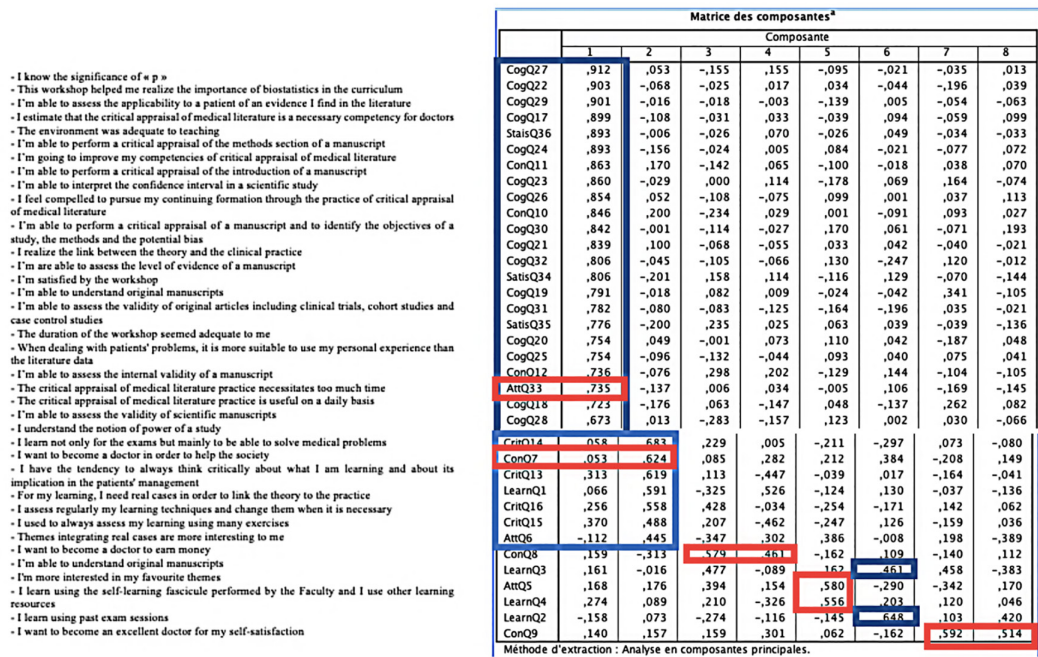 - I know the significance of « p »
- This workshop helped me realize the importance of biostatistics in the curriculum
- I'm able to assess the applicability to a patient of an evidence I find in the literature
- I estimate that the critical appraisal of medical literature is a necessary competency for doctors
- The environment was adequate to teaching
- I'm able to perform a critical appraisal of the methods section of a manuscript
- I'm going to improve my competencies of critical appraisal of medical literature
- I'm able to perform a critical appraisal of the introduction of a manuscript
- I'm able to interpret the confidence interval in a scientific study
- I feel compelled to pursue my continuing formation through the practice of critical appraisal
of medical literature
- I'm able to perform a critical appraisal of a manuscript and to identify the objectives of a
study, the methods and the potential bias
- I realize the link between the theory and the clinical practice
- I'm are able to assess the level of evidence of a manuscript
- I'm satisfied by the workshop
- I'm able to understand original manuscripts
- I'm able to assess the validity of original articles including clinical trials, cohort studies and
case control studies
- The duration of the workshop seemed adequate to me
- When dealing with patients' problems, it is more suitable to use my personal experience than
the literature data
- I'm able to assess the internal validity of a manuscript
- The critical appraisal of medical literature practice necessitates too much time
- The critical appraisal of medical literature practice is useful on a daily basis
- I'm able to assess the validity of scientific manuscripts
- I understand the notion of power of a study
- I learn not only for the exams but mainly to be able to solve medical problems
- I want to become a doctor in order to help the society
- I have the tendency to always think critically about what I am learning and about its
implication in the patients' management
- For my learning, I need real cases in order to link the theory to the practice
- I assess regularly my learning techniques and change them when it is necessary
- I used to always assess my learning using many exercises
- Themes integrating real cases are more interesting to me
- I want to become a doctor to earn money
- I'm able to understand original manuscripts
- I'm more interested in my favourite themes
- I learn using the self-learning fascicule performed by the Faculty and I use other learning
resources
- I learn using past exam sessions
- I want to become an excellent doctor for my self-satisfaction
Matrice des composantesª
Composante
1 2 3 4 5 6 7 8
CogQ27 ,912 ,053 -,155 ,155 -,095 -,021 -,035 ,013
CogQ22 ,903 -,068 -,025 ,017 ,034 -,044 -,196 ,039
CogQ29 ,901 -,016 -,018 -,003 -,139 ,005 -,054 -,063
CogQ17 ,899 -,108 -,031 ,033 -,039 ,094 -,059 ,099
StaisQ36 ,893 -,006 -,026 ,070 -,026 ,049 -,034 -,033
CogQ24 ,893 -,156 -,024 ,005 ,084 -,021 -,077 ,072
ConQ11 ,863 ,170 -,142 ,065 -,100 -,018 ,038 ,070
CogQ23 ,860 -,029 ,000 ,114 -,178 ,069 ,164 -,074
CogQ26 ,854 ,052 -,108 -,075 ,099 ,001 ,037 ,113
ConQ10 ,846 ,200 -,234 ,029 ,001 -,091 ,093 ,027
CogQ30 ,842 -,001 -,114 -,027 ,170 ,061 -,071 ,193
CogQ21 ,839 ,100 -,068 -,055 ,033 ,042 -,040 -,021
CogQ32 ,806 -,045 -,105 -,066 ,130 -,247 ,120 -,012
SatisQ34 ,806 -,201 ,158 ,114 -,116 ,129 -,070 -,144
CogQ19 ,791 -,018 ,082 ,009 -,024 -,042 ,341 -,105
CogQ31 ,782 -,080 -,083 -,125 -,164 -,196 ,035 -,021
SatisQ35 ,776 -,200 ,235 ,025 ,063 ,039 -,039 -,136
CogQ20 ,754 ,049 -,001 ,073 ,110 ,042 -,187 ,048
CogQ25 ,754 -,096 -,132 -,044 ,093 ,040 ,075 ,041
ConQ12 ,736 -,076 ,298 ,202 -,129 ,144 -,104 -,105
AttQ33 ,735 -,137 ,006 ,034 -,005 ,106 -,169 -,145
CogQ18 ,723 -,176 ,063 -,147 ,048 -,137 ,262 ,082
CogQ28 ,673 ,013 -,283 -,157 ,123 ,002 ,030 -,066
CritQ14 ,058 ,683 ,229 ,005 -,211 -,297 ,073 -,080
ConQ7 ,053 ,624 ,085 ,282 ,212 ,384 -,208 ,149
CritQ13 ,313 ,619 ,113 -,447 -,039 ,017 -,164 -,041
LearnQ1 ,066 ,591 -,325 ,526 -,124 ,130 -,037 -,136
CritQ16 ,256 ,558 ,428 -,034 -,254 -,171 ,142 ,062
CritQ15 ,370 ,488 ,207 -,462 -,247 ,126 -,159 ,036
AttQ6 -,112 ,445 -,347 ,302 ,386 -,008 ,198 -,389
ConQ8 ,159 -,313 ,579 ,461 -,162 ,109 -,140 ,112
LearnQ3 ,161 -,016 ,477 -,089 ,162 ,461 ,458 -,383
AttQ5 ,168 ,176 ,394 ,154 ,580 -,290 -,342 ,170
LearnQ4 ,274 ,089 ,210 -,326 ,556 ,203 ,120 ,046
LearnQ2 -,158 ,073 -,274 -,116 -,145 ,648 ,103 ,420
ConQ9 ,140 ,157 ,159 ,301 ,062 -,162 ,592 ,514
Méthode d'extraction : Analyse en composantes principales.